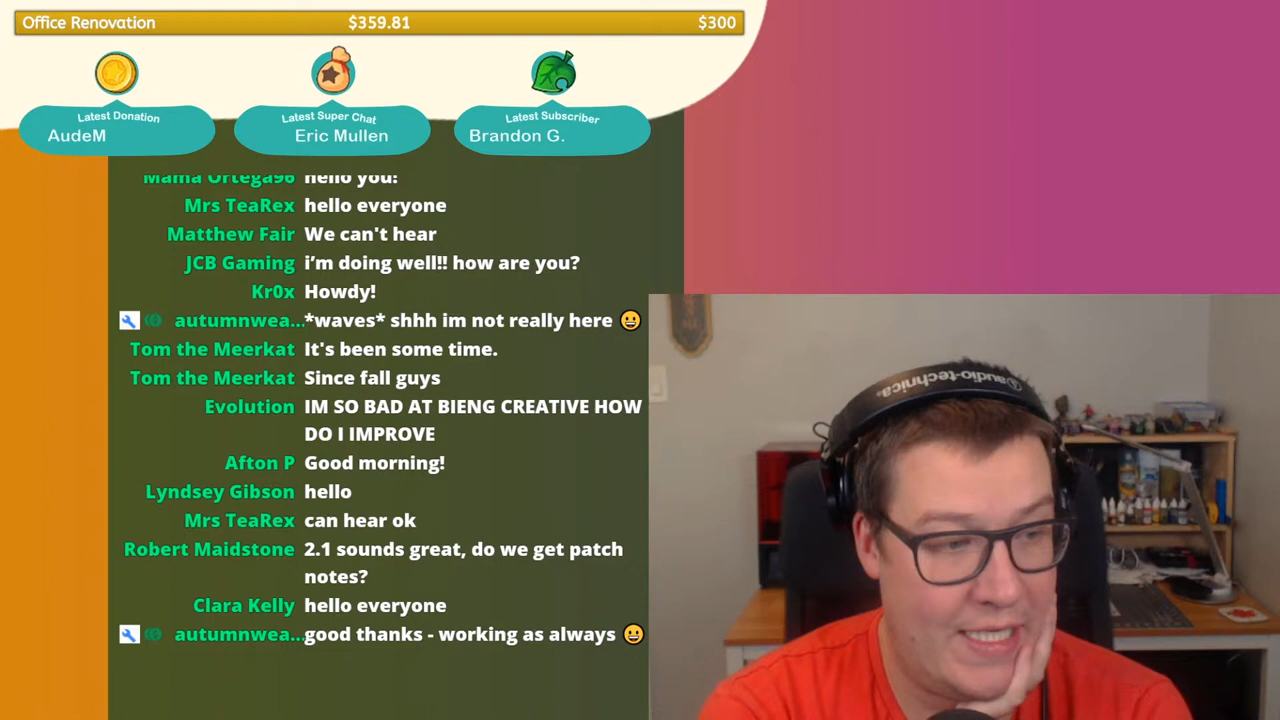 Office Renovation $359.81 $300
Latest Donation
AudeM
Latest Super Chat
Eric Mullen
Latest Subscriber
Brandon G.
Mama Ortega96 hello you!
Mrs TeaRex hello everyone
Matthew Fair We can't hear
JCB Gaming i'm doing well!! how are you?
Kr0x Howdy!
autumnwea... *waves* shhh im not really here 😀
Tom the Meerkat It's been some time.
Tom the Meerkat Since fall guys
Evolution IM SO BAD AT BIENG CREATIVE HOW
DO I IMPROVE
Afton P Good morning!
Lyndsey Gibson hello
Mrs TeaRex can hear ok
Robert Maidstone 2.1 sounds great, do we get patch
notes?
Clara Kelly hello everyone
autumnwea... good thanks - working as always 😀
audio-technica